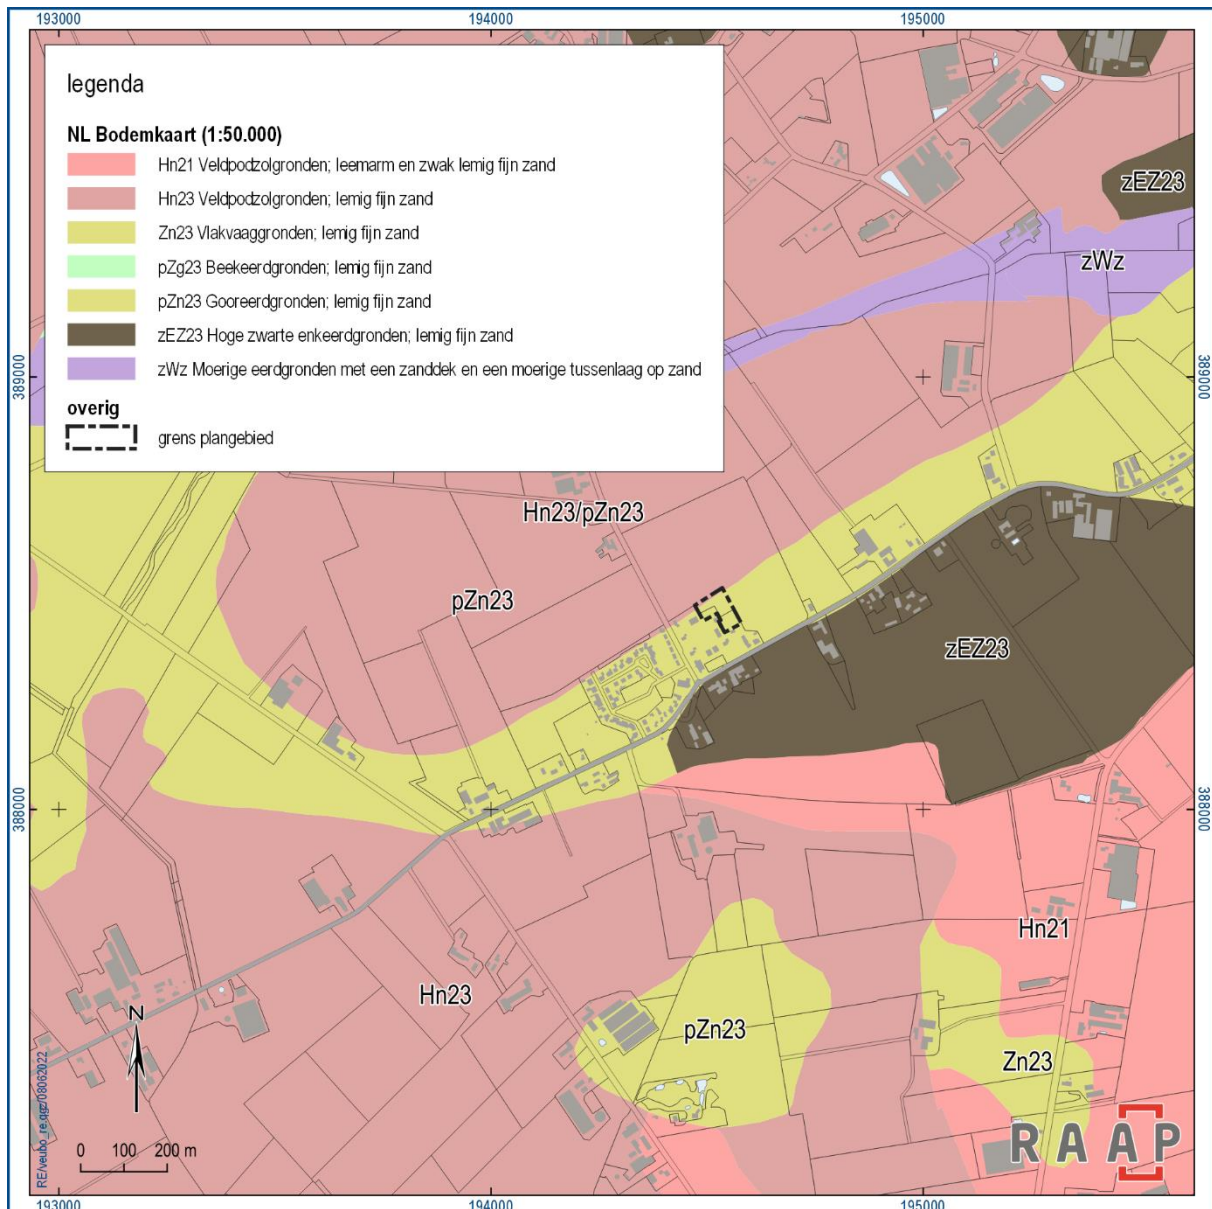 193000 194000 195000
legenda
NL Bodemkaart (1:50.000)
Hn21 Veldpodzolgronden; leemarm en zwak lemig fijn zand
Hn23 Veldpodzolgronden; lemig fijn zand
Zn23 Vlakvaaggronden; lemig fijn zand
pZg23 Beekeerdgronden; lemig fijn zand
pZn23 Gooreerdgronden; lemig fijn zand
zEZ23 Hoge zwarte enkeerdgronden; lemig fijn zand
zWz Moerige eerdgronden met een zanddek en een moerige tussenlaag op zand
overig
grens plangebied
zEZ23
zWz
389000
389000
Hn23/pZn23
pZn23
zEZ23
388000
388000
Hn21
Hn23
pZn23
Zn23
N
0 100 200 m
RE/veubo_re.qgz/08062022
RAAP
193000 194000 195000